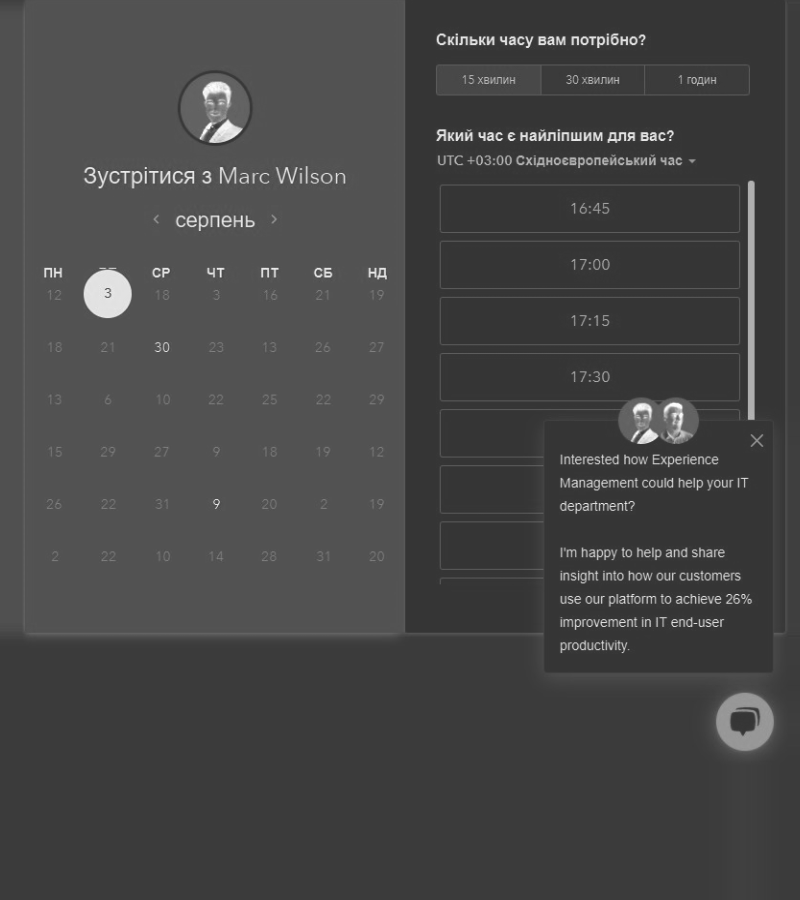 Зустрітися з Marc Wilson
серпень
ПН СР ЧТ ПТ СБ НД
12 3 18 3 16 21 19
18 21 30 23 13 26 27
13 6 10 22 25 22 29
15 29 27 9 18 19 12
26 22 31 9 20 2 19
2 22 10 14 28 31 20
Скільки часу вам потрібно?
15 хвилин 30 хвилин 1 годин
Який час є найліпшим для вас?
UTC +03:00 Східноєвропейський час
16:45
17:00
17:15
17:30
Interested how Experience
Management could help your IT
department?
I'm happy to help and share
insight into how our customers
use our platform to achieve 26%
improvement in IT end-user
productivity.